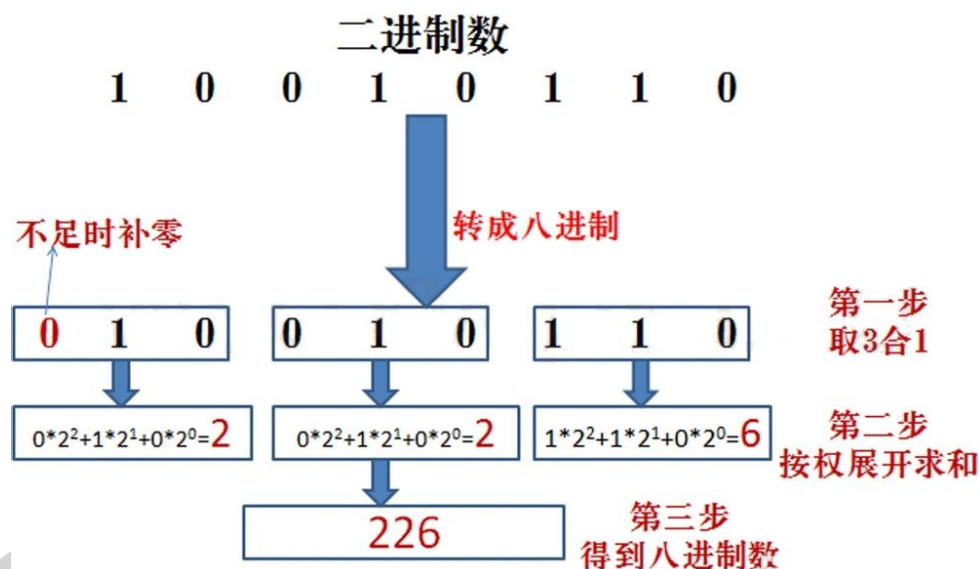 二进制数
1 0 0 1 0 1 1 0
转成八进制
不足时补零
0 1 0 0 1 0 1 1 0
第一步
取3合1
0*2²+1*2¹+0*2⁰=2
0*2²+1*2¹+0*2⁰=2
1*2²+1*2¹+0*2⁰=6
第二步
按权展开求和
226
第三步
得到八进制数